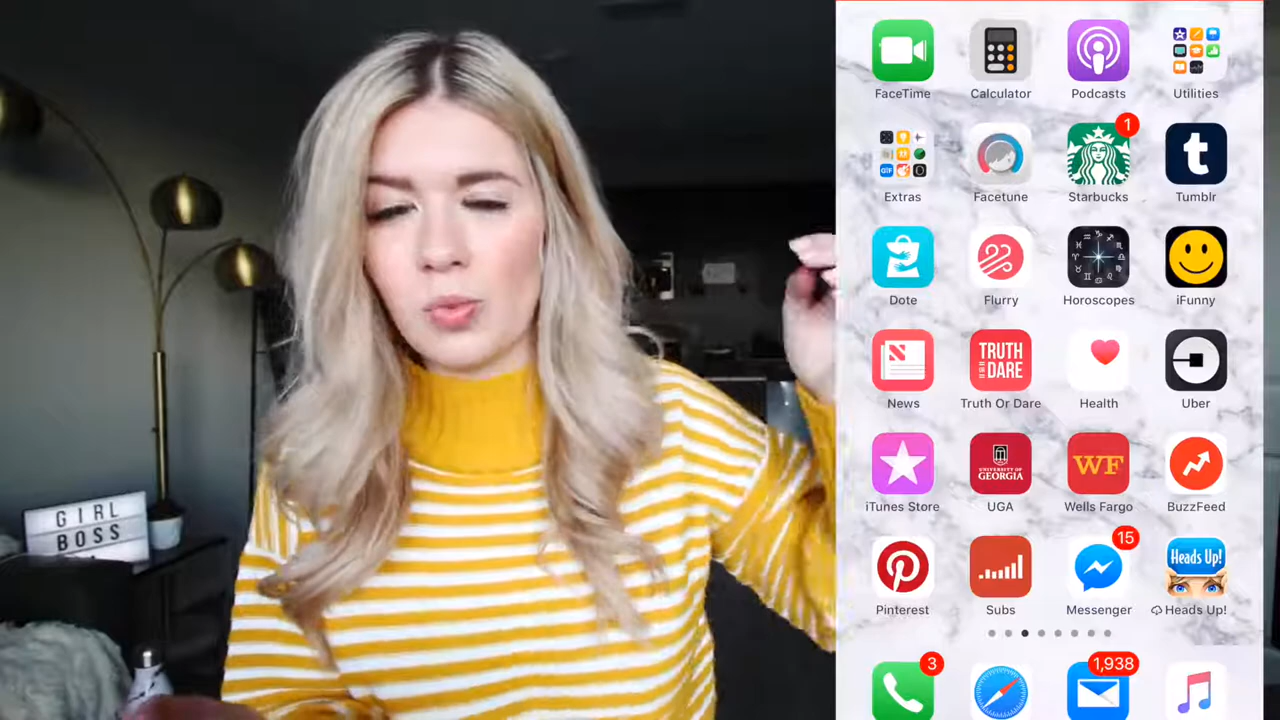 FaceTime
Calculator
Podcasts
Utilities
GIF
1
t
Extras
Facetune
Starbucks
Tumblr
Dote
Flurry
Horoscopes
iFunny
TRUTH
DARE
News
Truth Or Dare
Health
Uber
UNIVERSITY OF
GEORGIA
WF
iTunes Store
UGA
Wells Fargo
BuzzFeed
15
Heads Up!
Pinterest
Subs
Messenger
Heads Up!
3
1,938
GIRL
BOSS